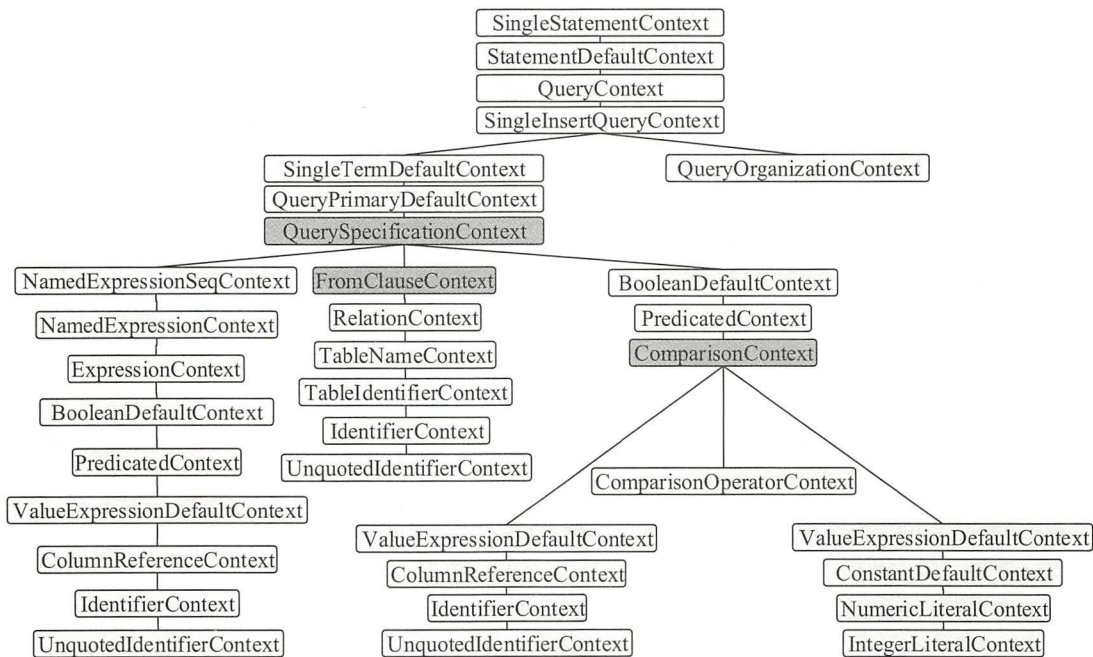 SingleStatementContext
StatementDefaultContext
QueryContext
SingleInsertQueryContext
SingleTermDefaultContext
QueryOrganizationContext
QueryPrimaryDefaultContext
QuerySpecificationContext
NamedExpressionSeqContext
NamedExpressionContext
ExpressionContext
BooleanDefaultContext
PredicatedContext
ValueExpressionDefaultContext
ColumnReferenceContext
IdentifierContext
UnquotedIdentifierContext
FromClauseContext
RelationContext
TableNameContext
TableIdentifierContext
IdentifierContext
UnquotedIdentifierContext
BooleanDefaultContext
PredicatedContext
ComparisonContext
ValueExpressionDefaultContext
ColumnReferenceContext
IdentifierContext
UnquotedIdentifierContext
ComparisonOperatorContext
ValueExpressionDefaultContext
ConstantDefaultContext
NumericLiteralContext
IntegerLiteralContext